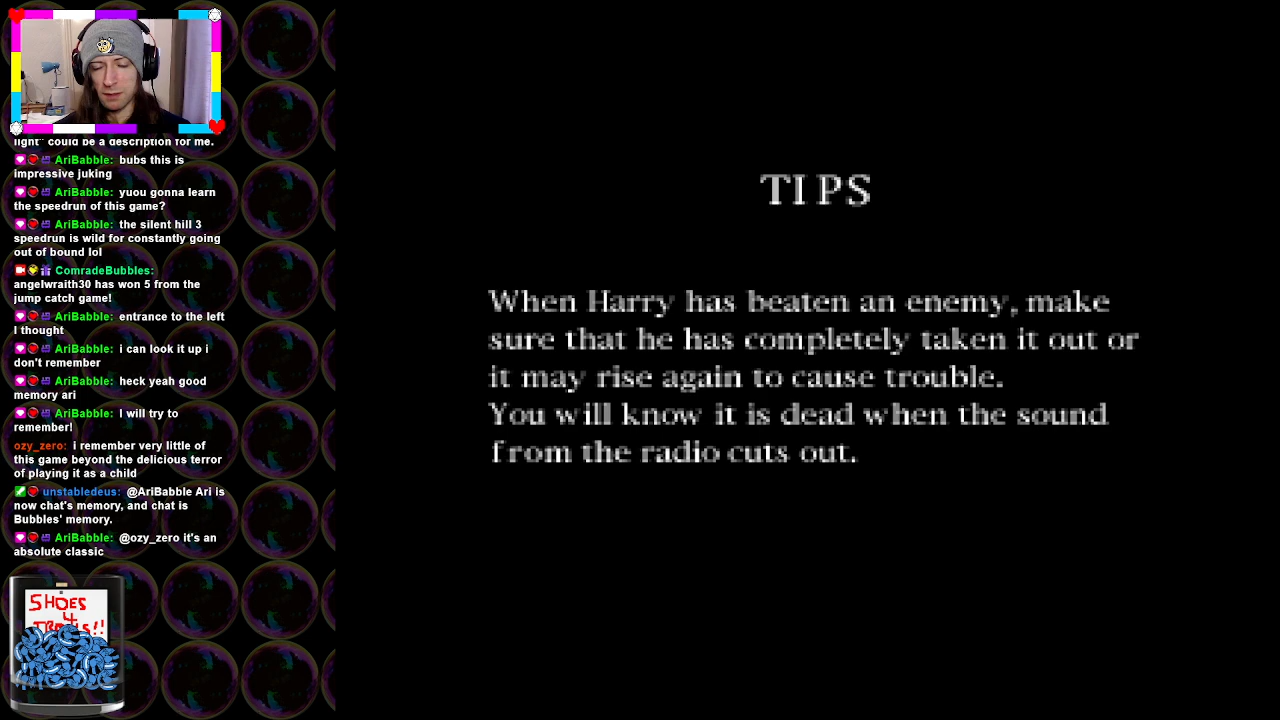 light" could be a description for me.
AriBabble: bubs this is
impressive juking
AriBabble: yuou gonna learn
the speedrun of this game?
AriBabble: the silent hill 3
speedrun is wild for constantly going
out of bound lol
ComradeBubbles:
angelwraith30 has won 5 from the
jump catch game!
AriBabble: entrance to the left
I thought
AriBabble: i can look it up i
don't remember
AriBabble: heck yeah good
memory ari
AriBabble: I will try to
remember!
ozy_zero: i remember very little of
this game beyond the delicious terror
of playing it as a child
unstabledeus: @AriBabble Ari is
now chat's memory, and chat is
Bubbles' memory.
AriBabble: @ozy_zero it's an
absolute classic
SHOES
4
TIPS
When Harry has beaten an enemy, make
sure that he has completely taken it out or
it may rise again to cause trouble.
You will know it is dead when the sound
from the radio cuts out.